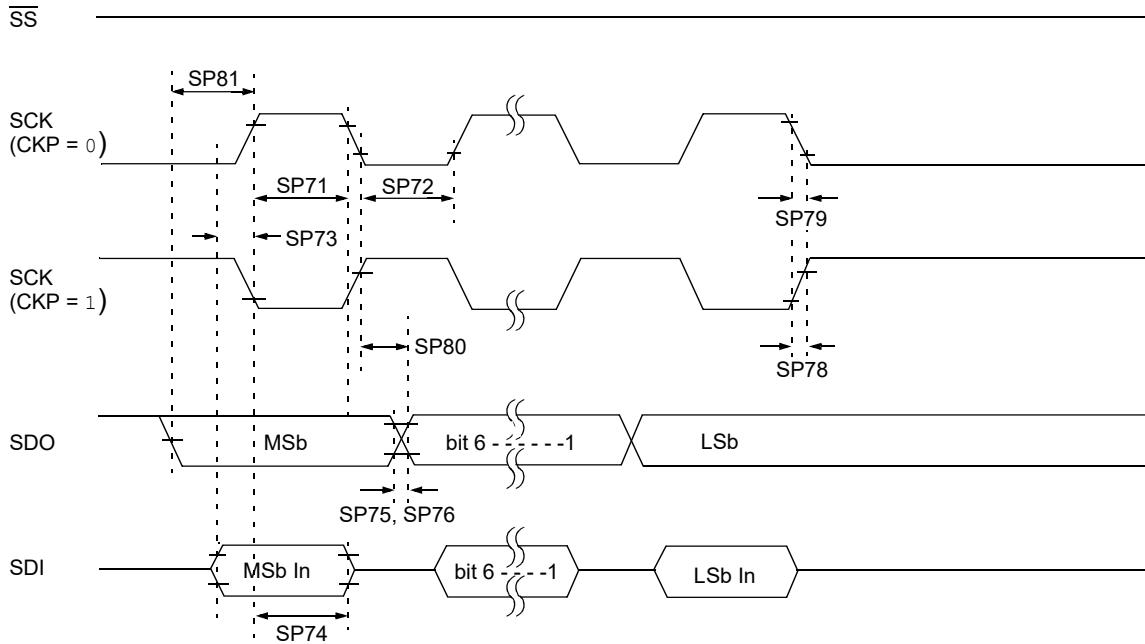 SS
SP81
SCK
(CKP = 0)
SP71
SP72
SP79
SP73
SCK
(CKP = 1)
SP80
SP78
SDO
MSb
bit 6 - - - - - - -1
LSb
SP75, SP76
SDI
MSb In
bit 6 - - - - -1
LSb In
SP74